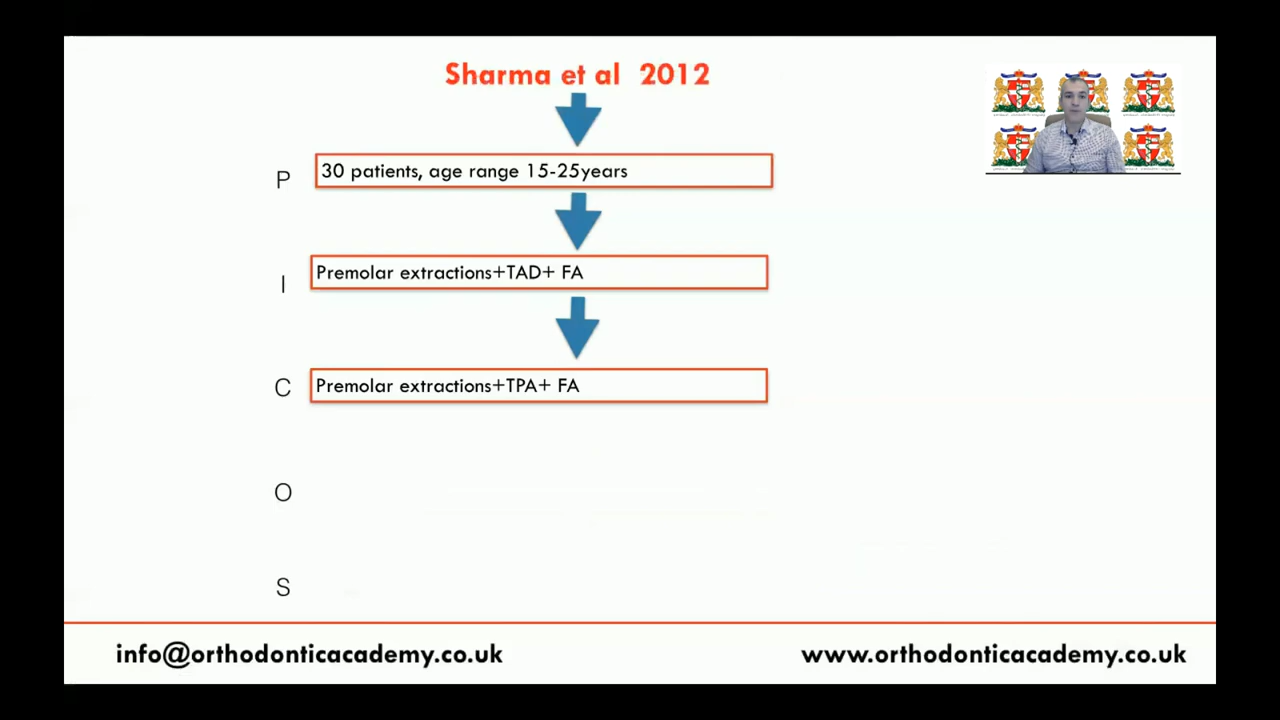 Sharma et al 2012
P
30 patients, age range 15-25years
I
Premolar extractions+TAD+ FA
C
Premolar extractions+TPA+ FA
O
S
info@orthodonticacademy.co.uk
www.orthodonticacademy.co.uk